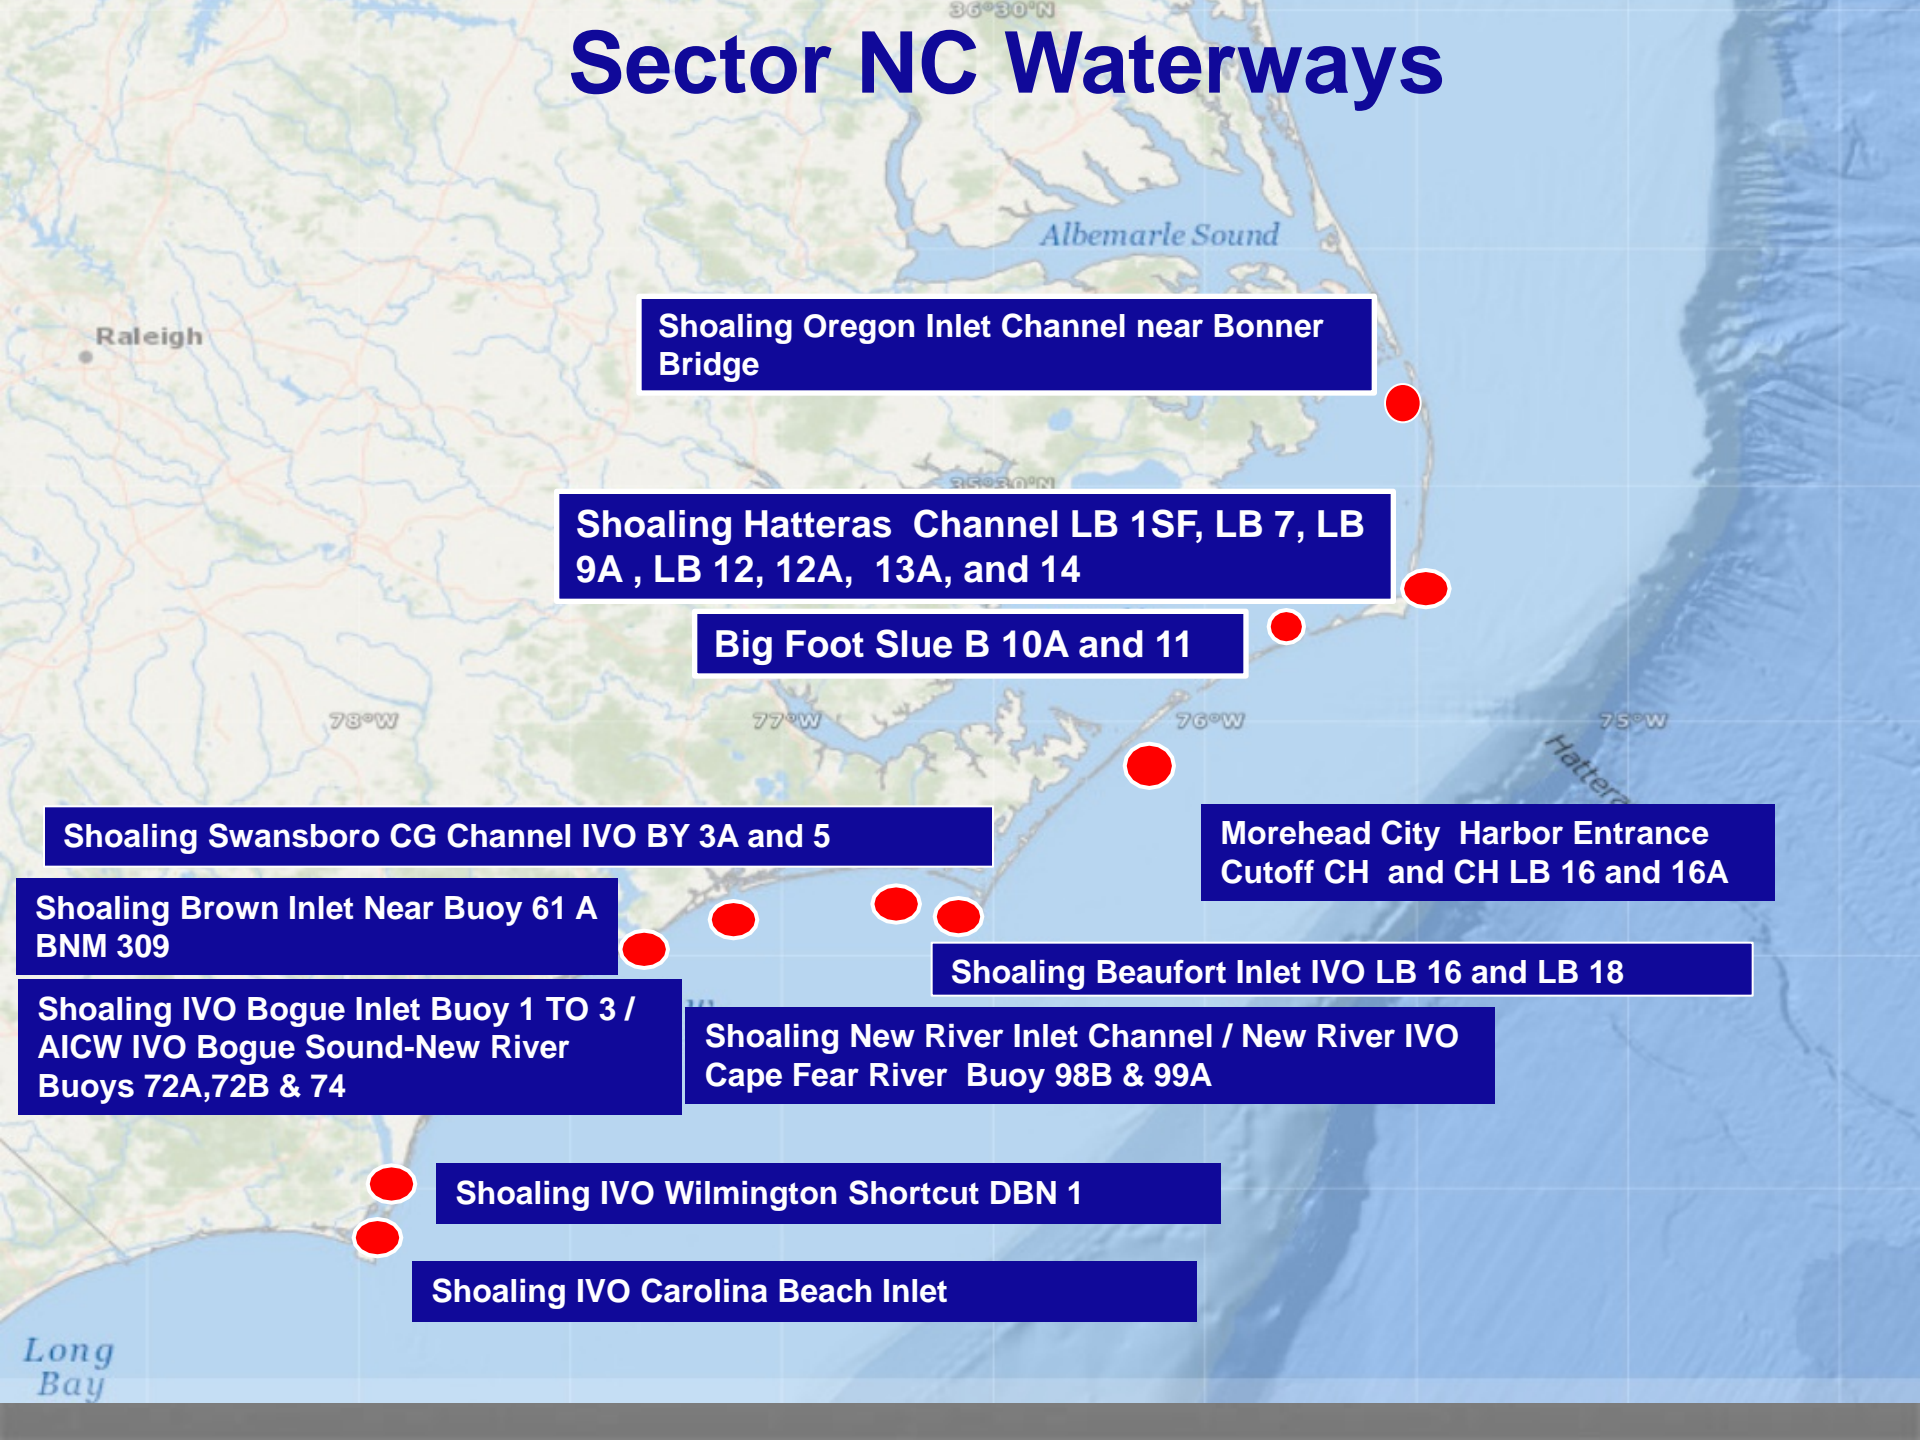 36°30'N
Sector NC Waterways
Albemarle Sound
Raleigh
Shoaling Oregon Inlet Channel near Bonner
Bridge
35°30'N
Shoaling Hatteras  Channel LB 1SF, LB 7, LB
9A , LB 12, 12A,  13A, and 14
Big Foot Slue B 10A and 11
78°W
77°W
76°W
75°W
Shoaling Swansboro CG Channel IVO BY 3A and 5
Morehead City  Harbor Entrance
Cutoff CH  and CH LB 16 and 16A
Shoaling Brown Inlet Near Buoy 61 A
BNM 309
Shoaling Beaufort Inlet IVO LB 16 and LB 18
Shoaling IVO Bogue Inlet Buoy 1 TO 3 /
AICW IVO Bogue Sound-New River
Buoys 72A,72B & 74
Shoaling New River Inlet Channel / New River IVO
Cape Fear River  Buoy 98B & 99A
Shoaling IVO Wilmington Shortcut DBN 1
Shoaling IVO Carolina Beach Inlet
Long
Bay